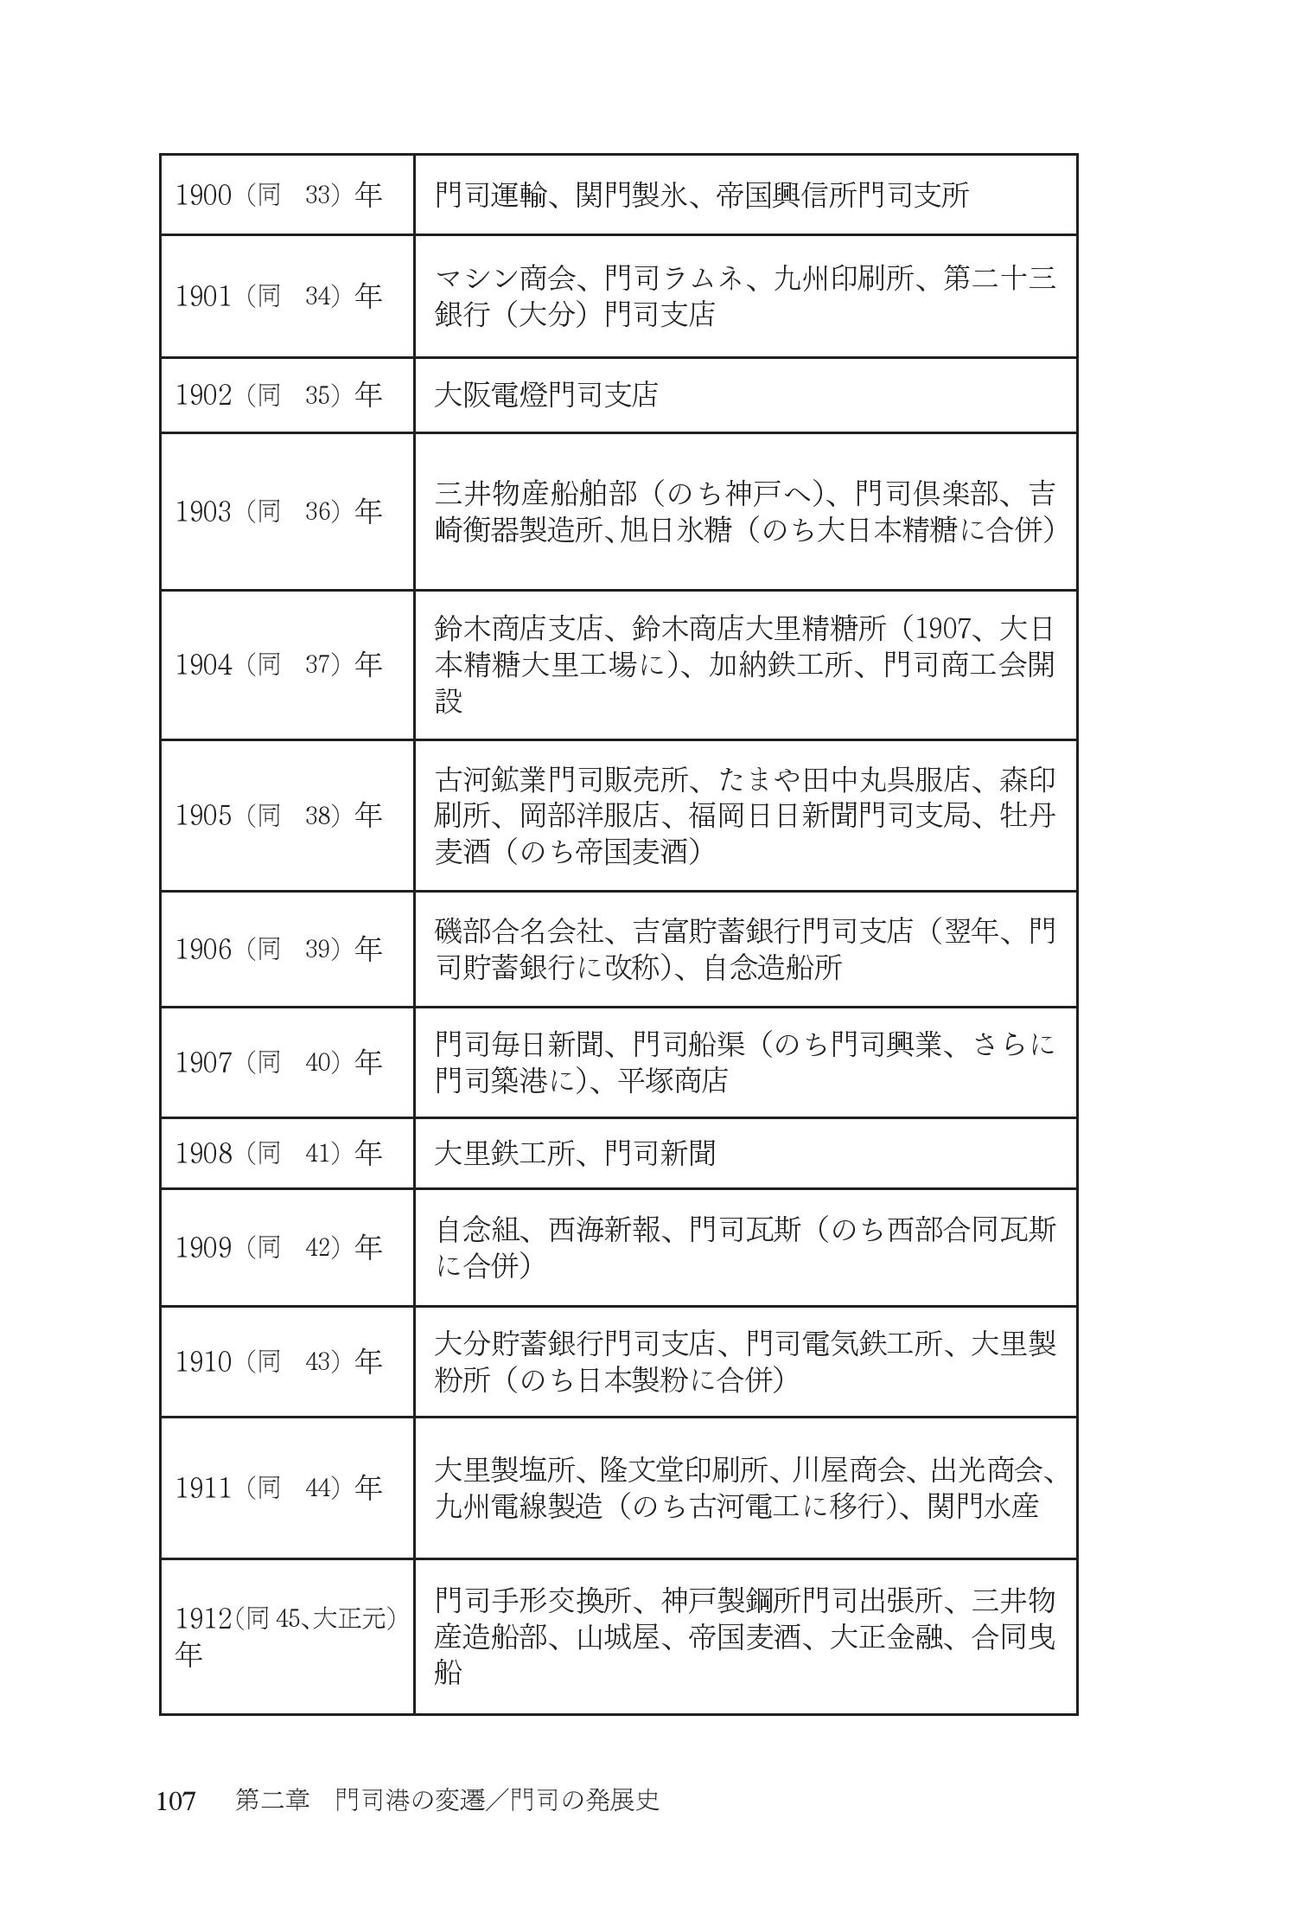 1900（同　33）年
門司運輸、関門製氷、帝国興信所門司支所
1901（同　34）年
マシン商会、門司ラムネ、九州印刷所、第二十三
銀行（大分）門司支店
1902（同　35）年
大阪電燈門司支店
1903（同　36）年
三井物産船舶部（のち神戸へ）、門司倶楽部、吉
崎衡器製造所、旭日氷糖（のち大日本精糖に合併）
1904（同　37）年
鈴木商店支店、鈴木商店大里精糖所（1907、大日
本精糖大里工場に）、加納鉄工所、門司商工会開
設
1905（同　38）年
古河鉱業門司販売所、たまや田中丸呉服店、森印
刷所、岡部洋服店、福岡日日新聞門司支局、牡丹
麦酒（のち帝国麦酒）
1906（同　39）年
磯部合名会社、吉富貯蓄銀行門司支店（翌年、門
司貯蓄銀行に改称）、自念造船所
1907（同　40）年
門司毎日新聞、門司船渠（のち門司興業、さらに
門司築港に）、平塚商店
1908（同　41）年
大里鉄工所、門司新聞
1909（同　42）年
自念組、西海新報、門司瓦斯（のち西部合同瓦斯
に合併）
1910（同　43）年
大分貯蓄銀行門司支店、門司電気鉄工所、大里製
粉所（のち日本製粉に合併）
1911（同　44）年
大里製塩所、隆文堂印刷所、川屋商会、出光商会、
九州電線製造（のち古河電工に移行）、関門水産
1912（同 45、大正元）
年
門司手形交換所、神戸製鋼所門司出張所、三井物
産造船部、山城屋、帝国麦酒、大正金融、合同曳
船
107　第二章　門司港の変遷／門司の発展史